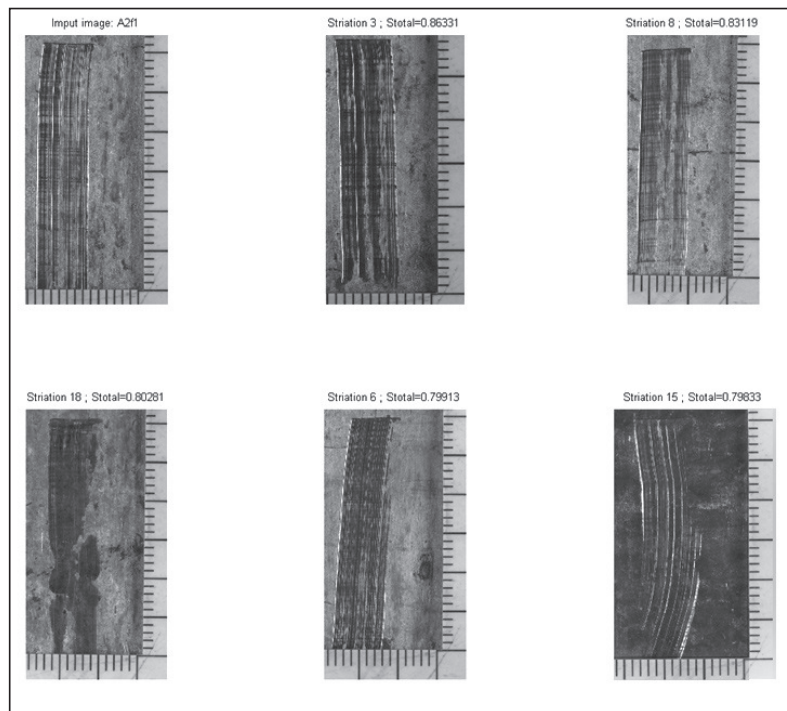 Imput image: A2f1
Striation 3 ; Stotal=0.86331
Striation 8 ; Stotal=0.83119
Striation 18 ; Stotal=0.80281
Striation 6 ; Stotal=0.79913
Striation 15 ; Stotal=0.79833